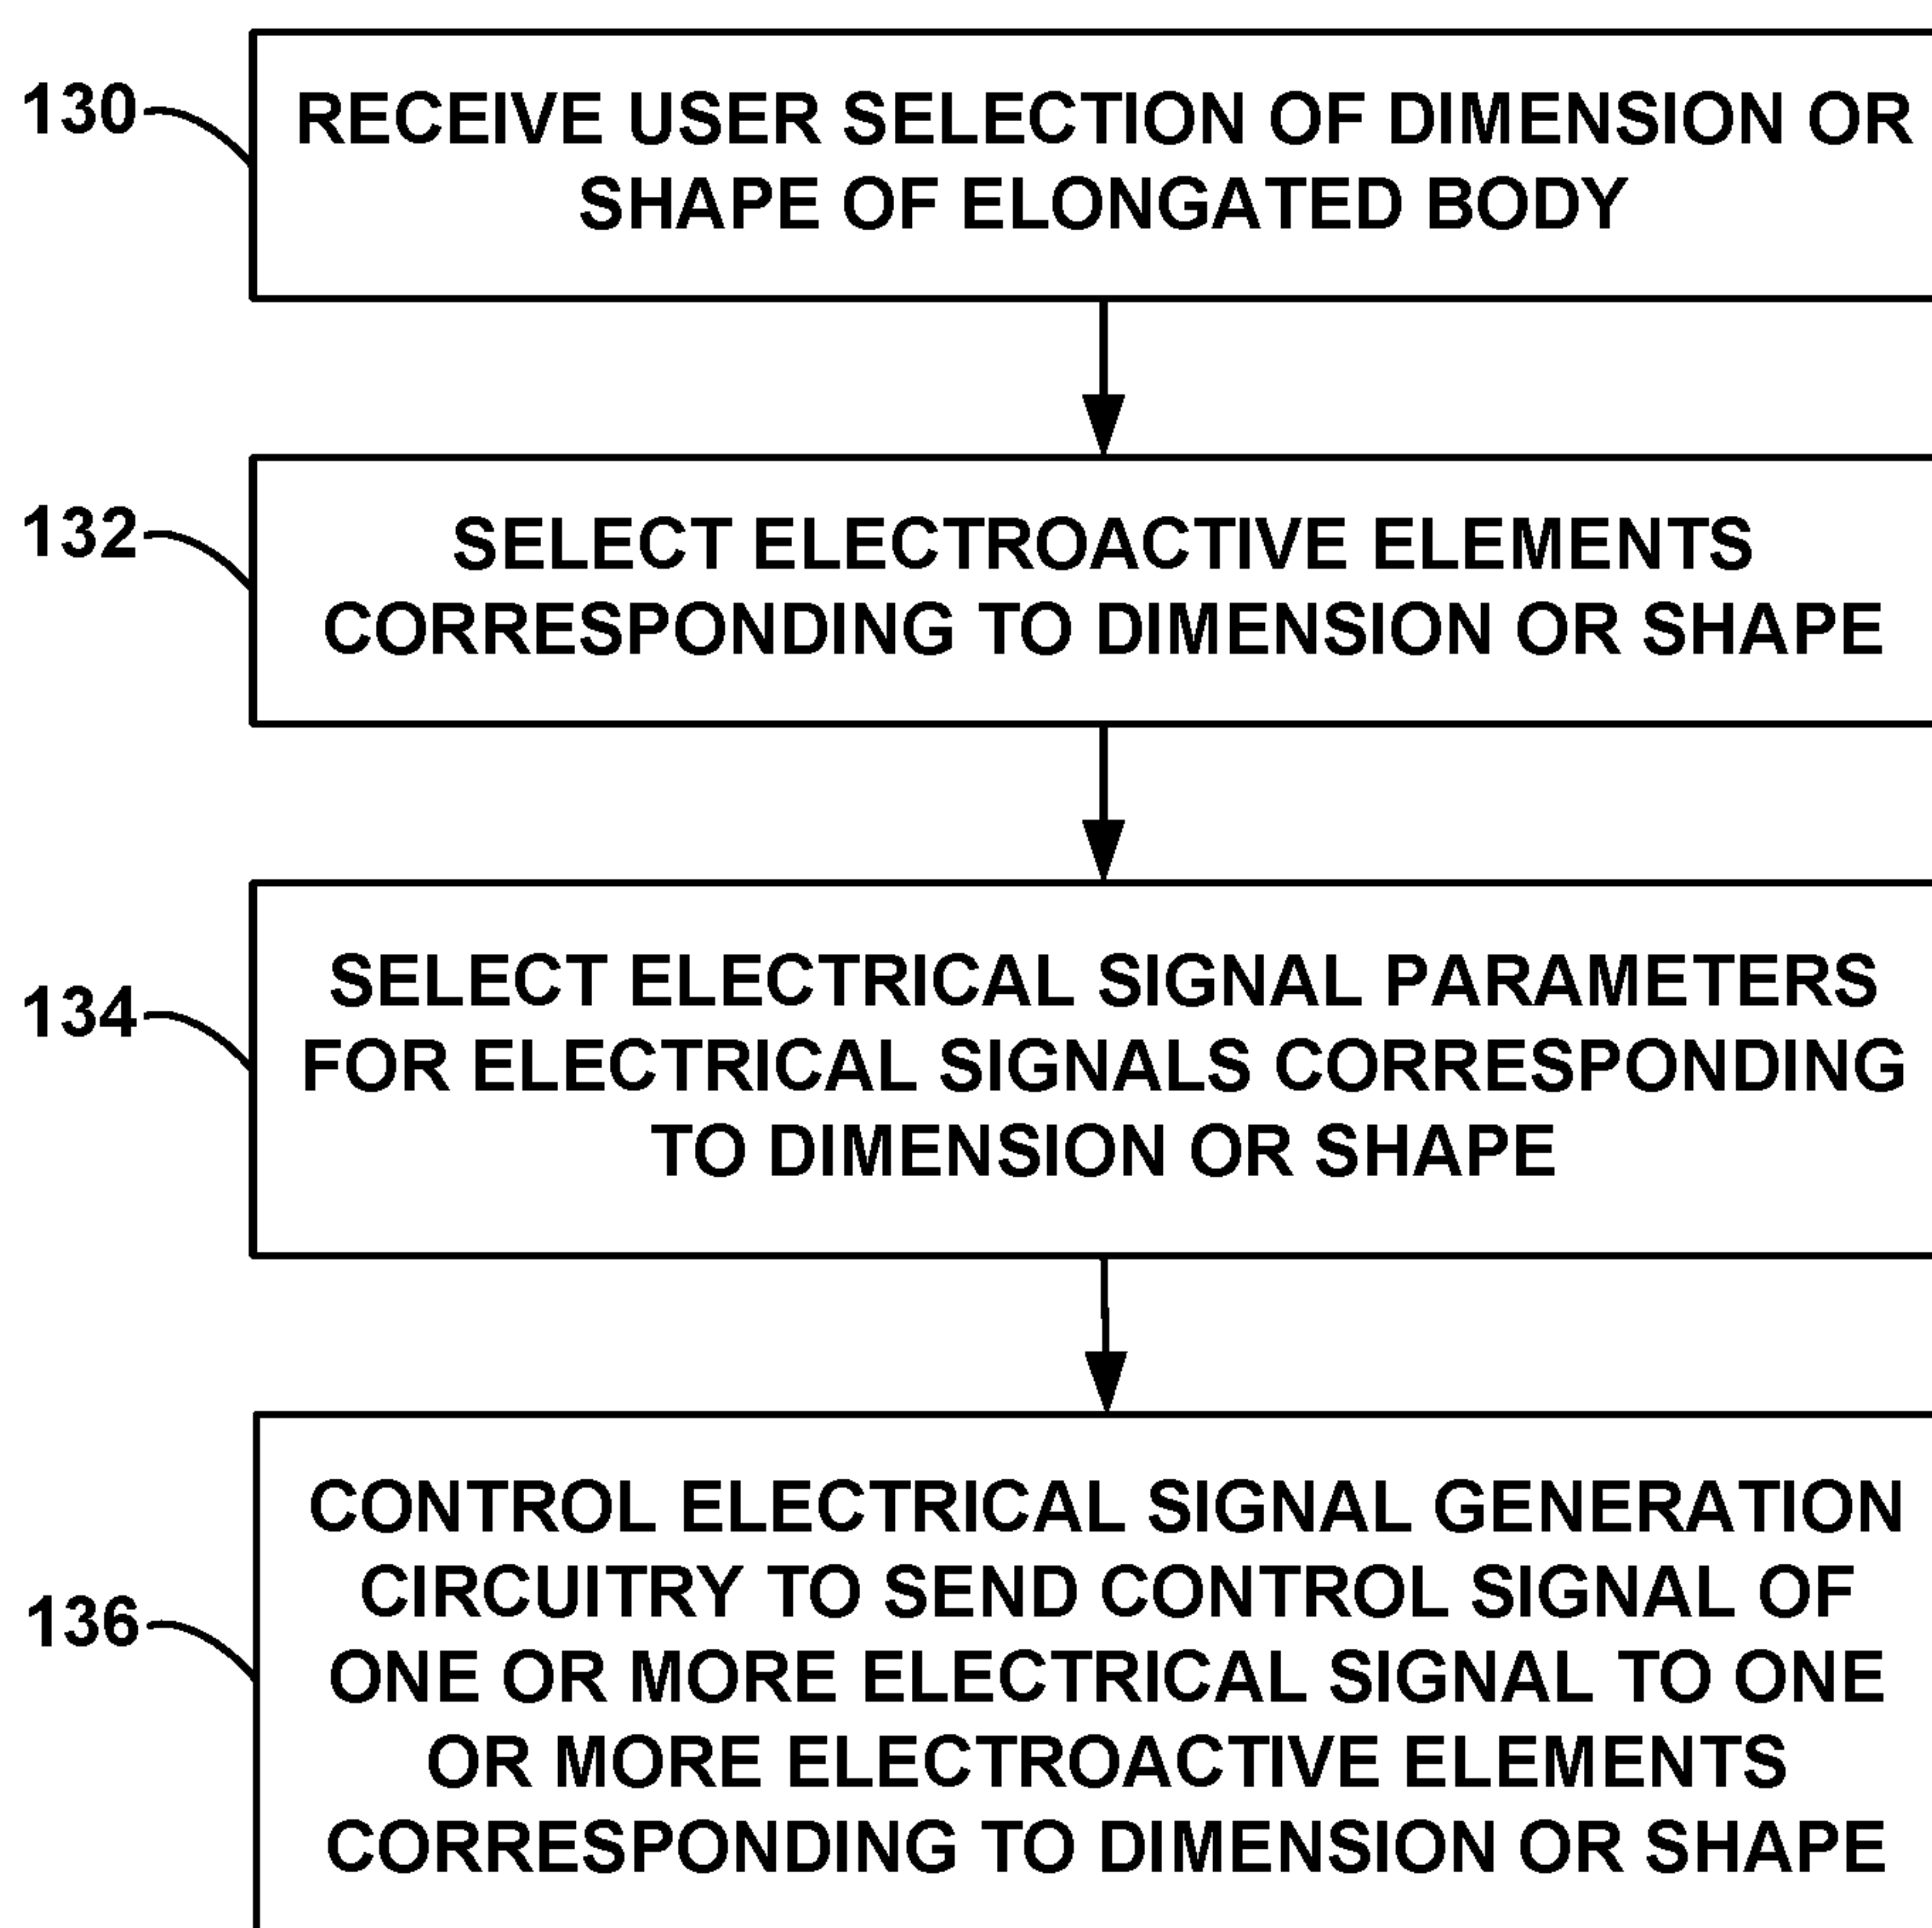 130
RECEIVE USER SELECTION OF DIMENSION OR
SHAPE OF ELONGATED BODY
132
SELECT ELECTROACTIVE ELEMENTS
CORRESPONDING TO DIMENSION OR SHAPE
134
SELECT ELECTRICAL SIGNAL PARAMETERS
FOR ELECTRICAL SIGNALS CORRESPONDING
TO DIMENSION OR SHAPE
136
CONTROL ELECTRICAL SIGNAL GENERATION
CIRCUITRY TO SEND CONTROL SIGNAL OF
ONE OR MORE ELECTRICAL SIGNAL TO ONE
OR MORE ELECTROACTIVE ELEMENTS
CORRESPONDING TO DIMENSION OR SHAPE